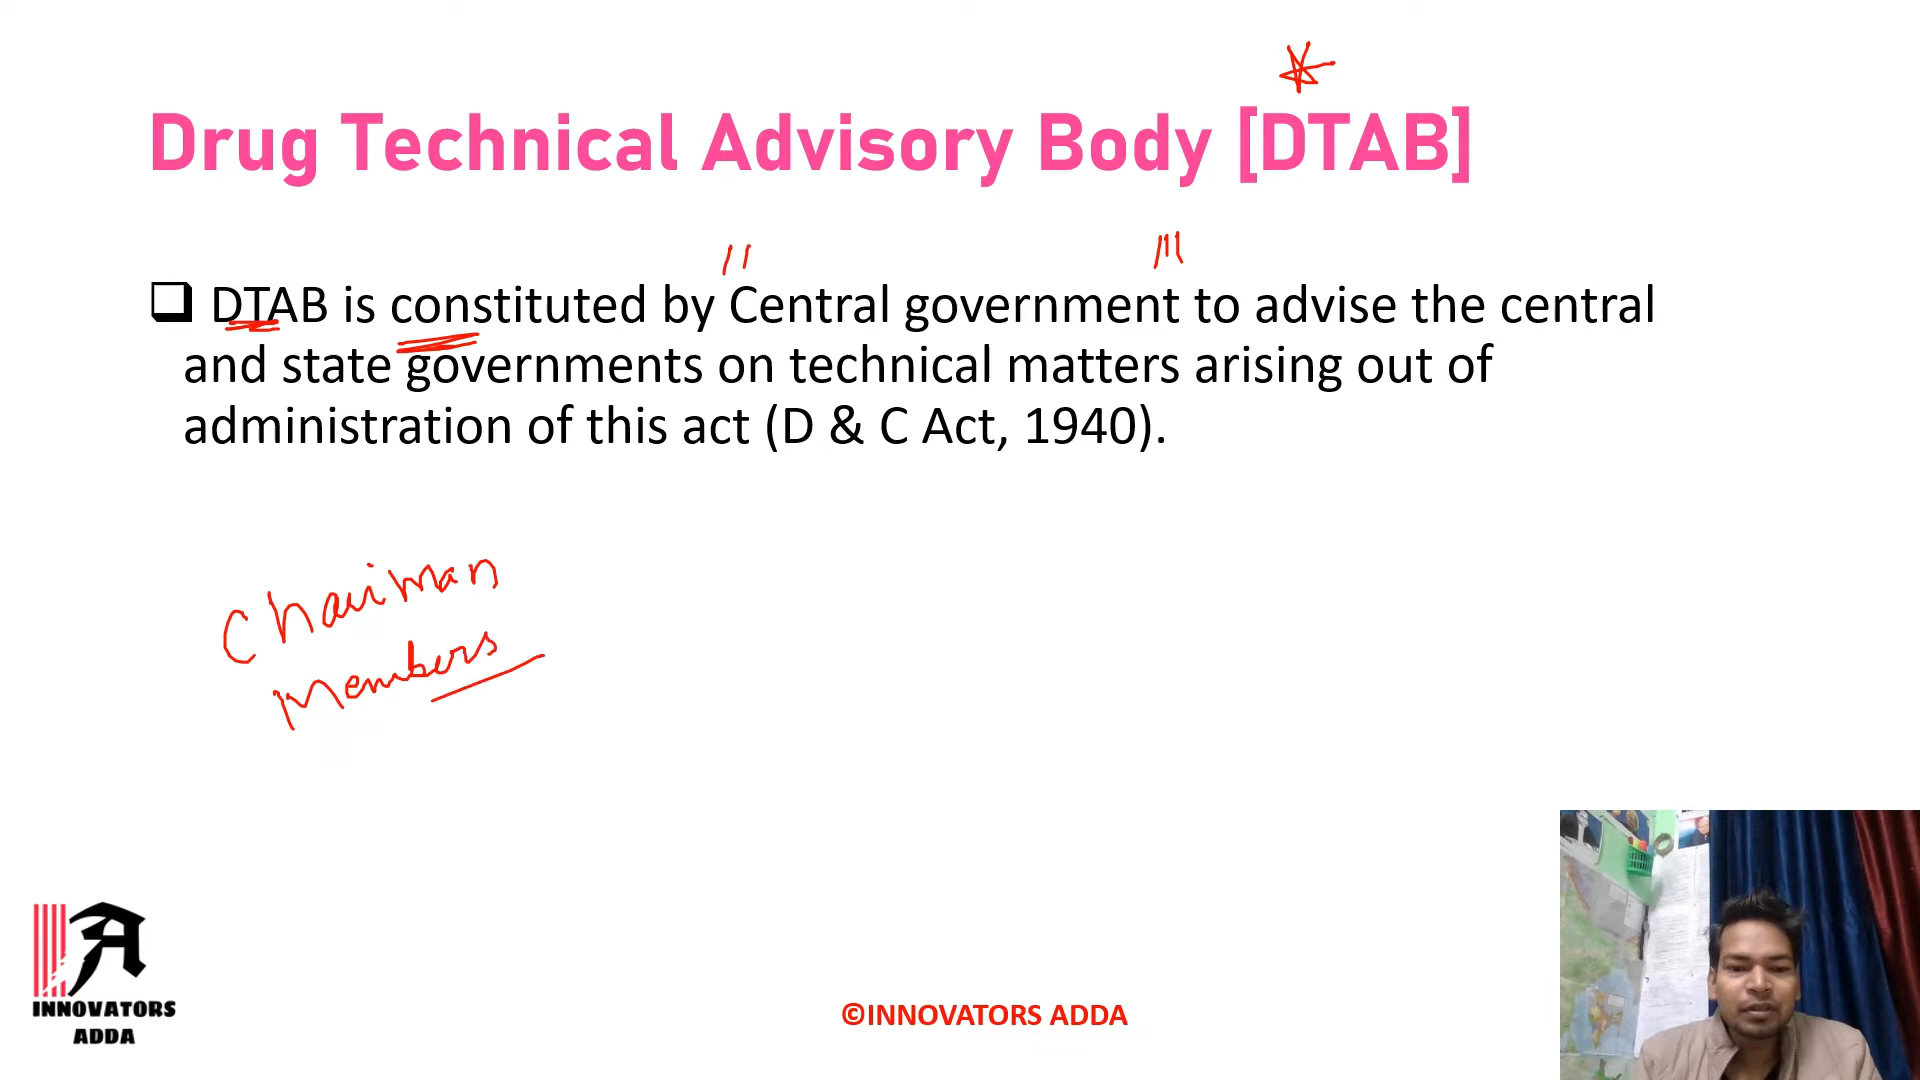 Drug Technical Advisory Body [DTAB]
❑ DTAB is constituted by Central government to advise the central
and state governments on technical matters arising out of
administration of this act (D & C Act, 1940).
Chairman
Members
INNOVATORS
ADDA
©INNOVATORS ADDA